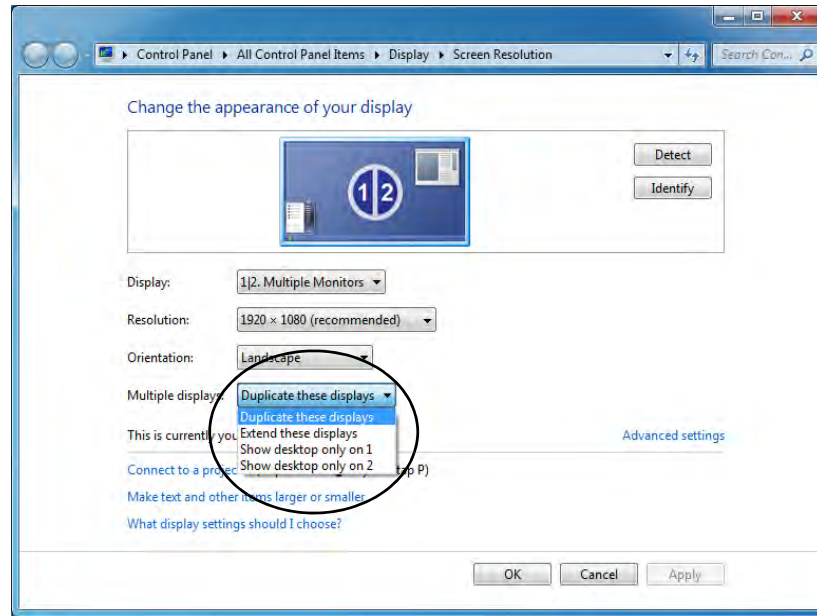 Control Panel ▸ All Control Panel Items ▸ Display ▸ Screen Resolution
Search Con...
Change the appearance of your display
1|2
Detect
Identify
Display: 1|2. Multiple Monitors
Resolution: 1920 × 1080 (recommended)
Orientation: Landscape
Multiple displays: Duplicate these displays
Duplicate these displays
This is currently you
Extend these displays
Advanced settings
Show desktop only on 1
Connect to a proje
Show desktop only on 2
tap P)
Make text and other items larger or smaller
What display settings should I choose?
OK Cancel Apply